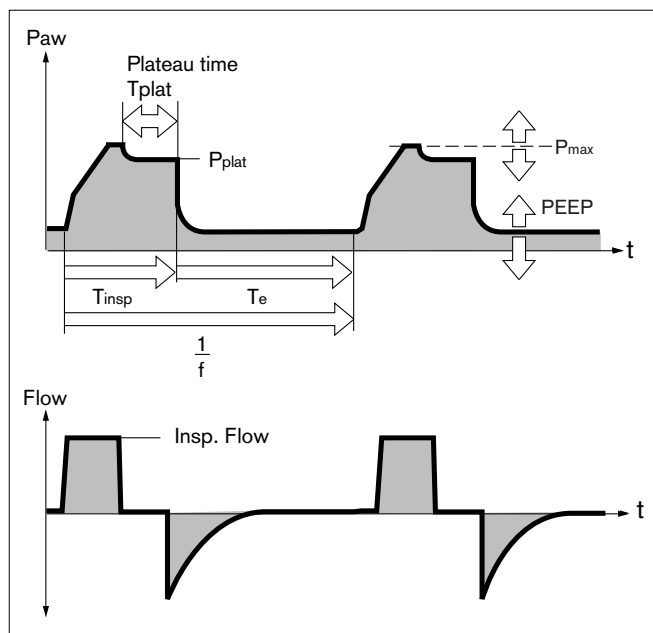 Paw
Plateau time
Tplat
Pplat
Pmax
PEEP
t
Tinsp
Te
1
f
Flow
Insp. Flow
t